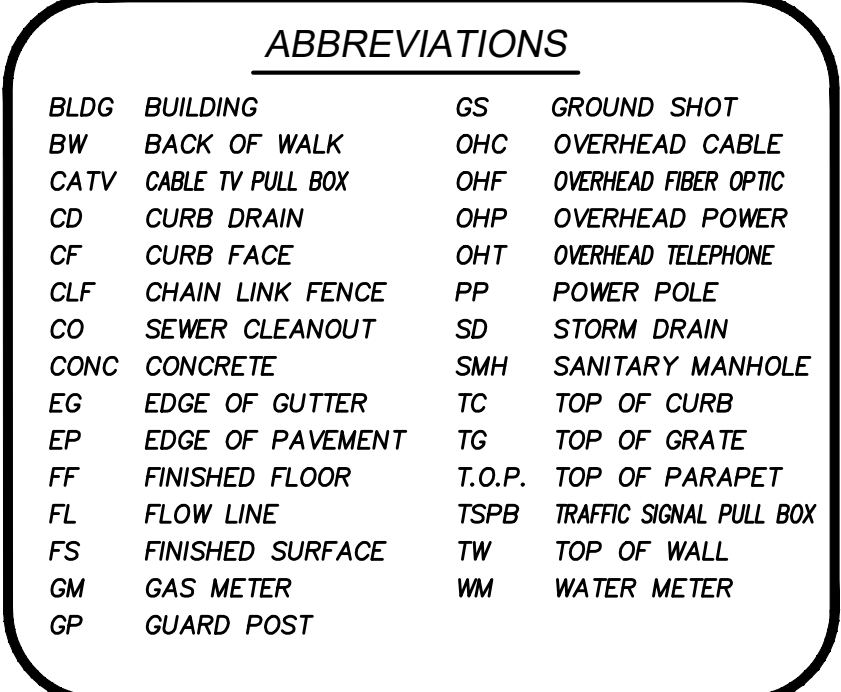 ABBREVIATIONS
BLDG BUILDING
BW BACK OF WALK
CATV CABLE TV PULL BOX
CD CURB DRAIN
CF CURB FACE
CLF CHAIN LINK FENCE
CO SEWER CLEANOUT
CONC CONCRETE
EG EDGE OF GUTTER
EP EDGE OF PAVEMENT
FF FINISHED FLOOR
FL FLOW LINE
FS FINISHED SURFACE
GM GAS METER
GP GUARD POST
GS GROUND SHOT
OHC OVERHEAD CABLE
OHF OVERHEAD FIBER OPTIC
OHP OVERHEAD POWER
OHT OVERHEAD TELEPHONE
PP POWER POLE
SD STORM DRAIN
SMH SANITARY MANHOLE
TC TOP OF CURB
TG TOP OF GRATE
T.O.P. TOP OF PARAPET
TSPB TRAFFIC SIGNAL PULL BOX
TW TOP OF WALL
WM WATER METER